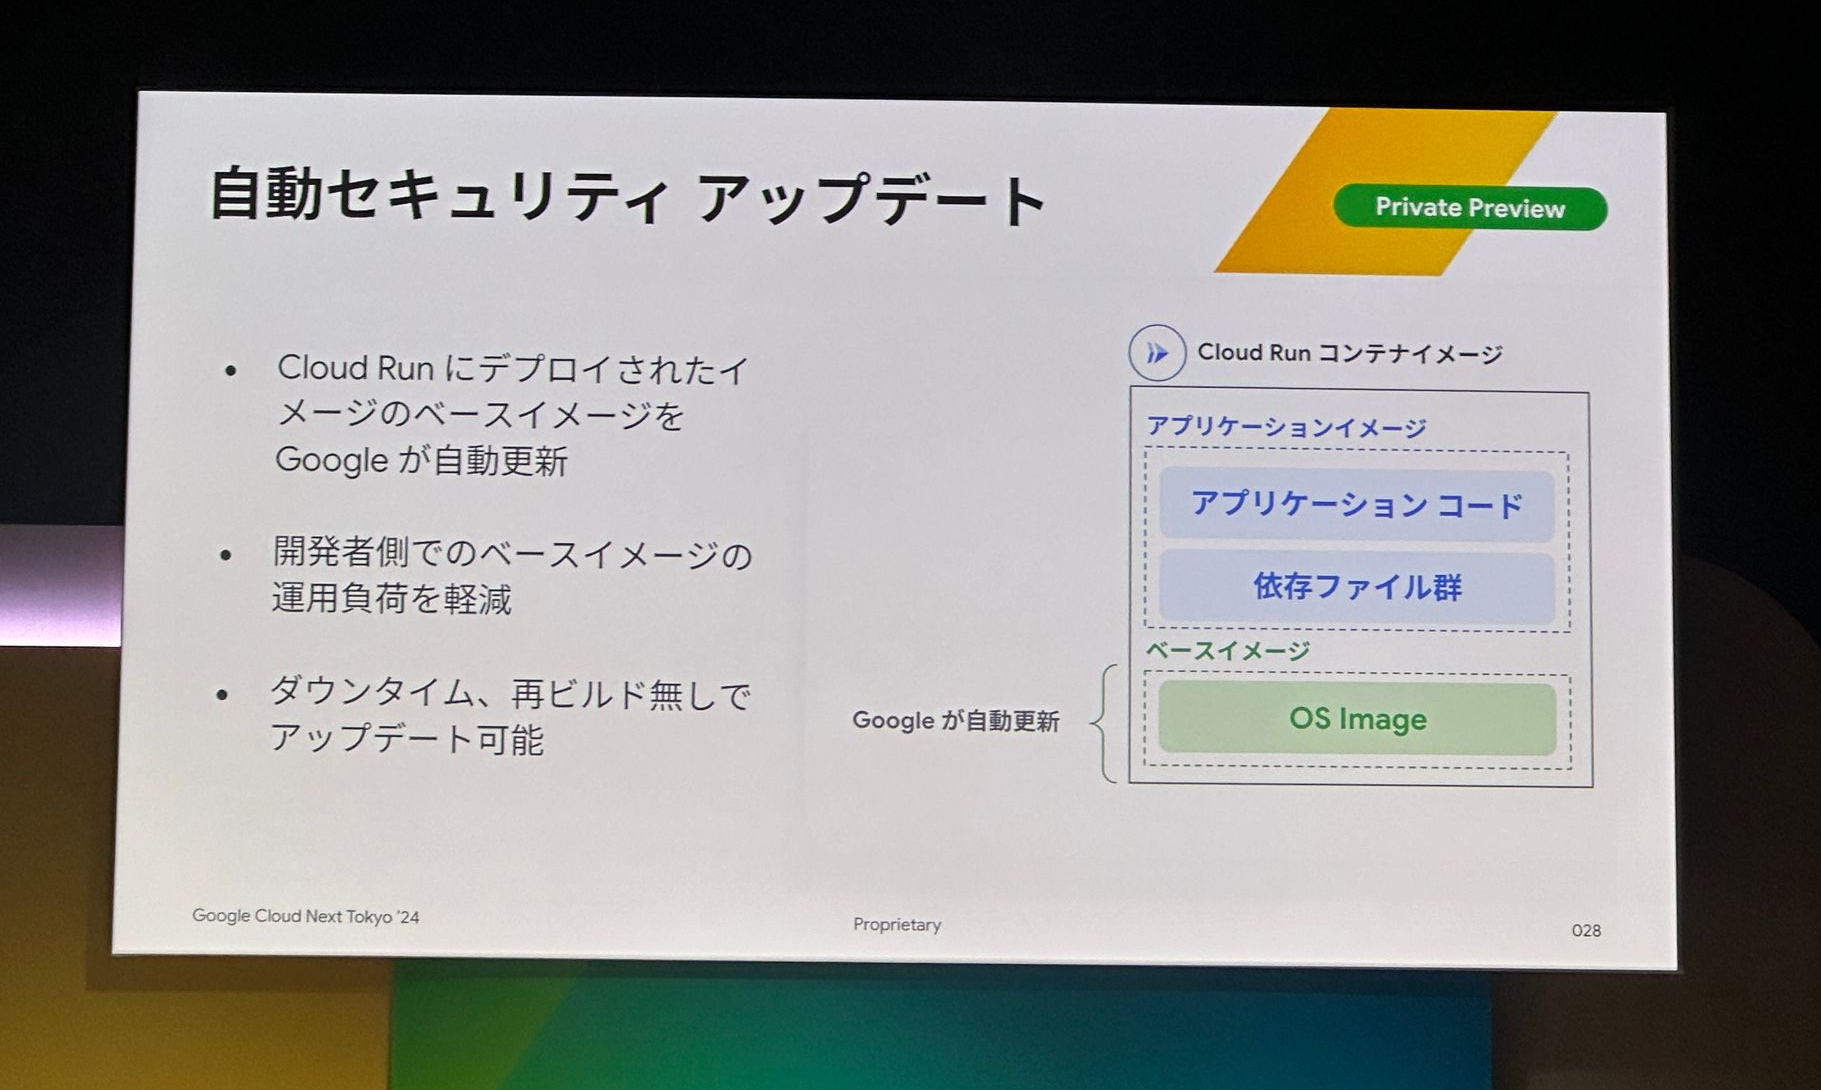 自動セキュリティ アップデート
Private Preview
Cloud Run にデプロイされたイ
メージのベースイメージを
Google が自動更新
開発者側でのベースイメージの
運用負荷を軽減
ダウンタイム、再ビルド無しで
アップデート可能
Cloud Run コンテナイメージ
アプリケーションイメージ
アプリケーション コード
依存ファイル群
ベースイメージ
OS Image
Google が自動更新
Google Cloud Next Tokyo '24
Proprietary
028